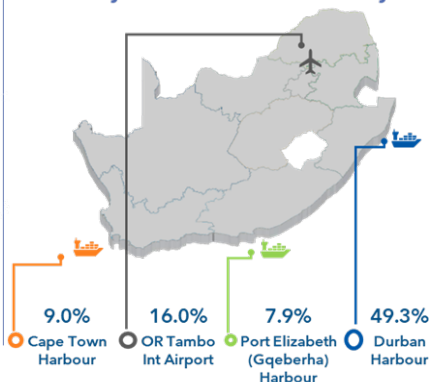 9.0%
Cape Town
Harbour
16.0%
OR Tambo
Int Airport
7.9%
Port Elizabeth
(Gqeberha)
Harbour
49.3%
Durban
Harbour